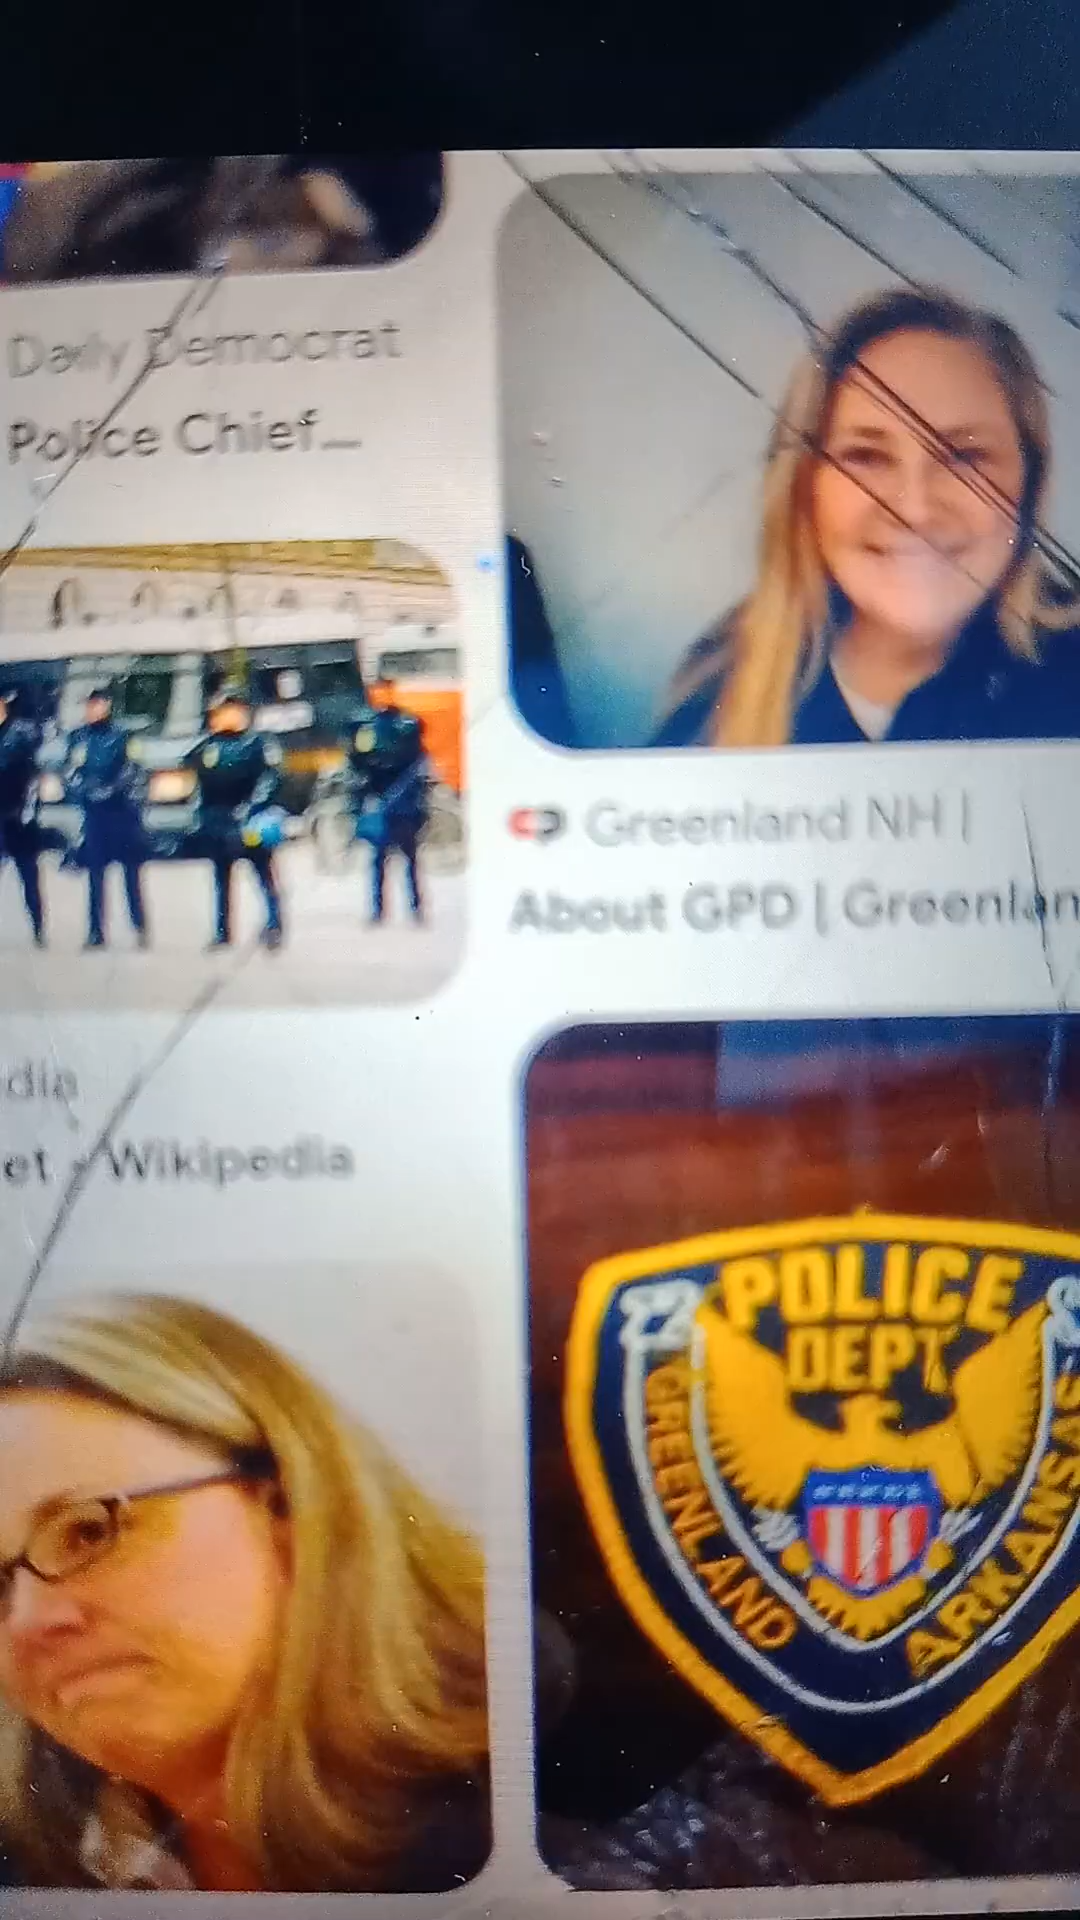 Daily Democrat
Police Chief...
Greenland NH |
About GPD | Greenlan
dia
et - Wikipedia
POLICE
DEPT
GREENLAND
ARKANSAS